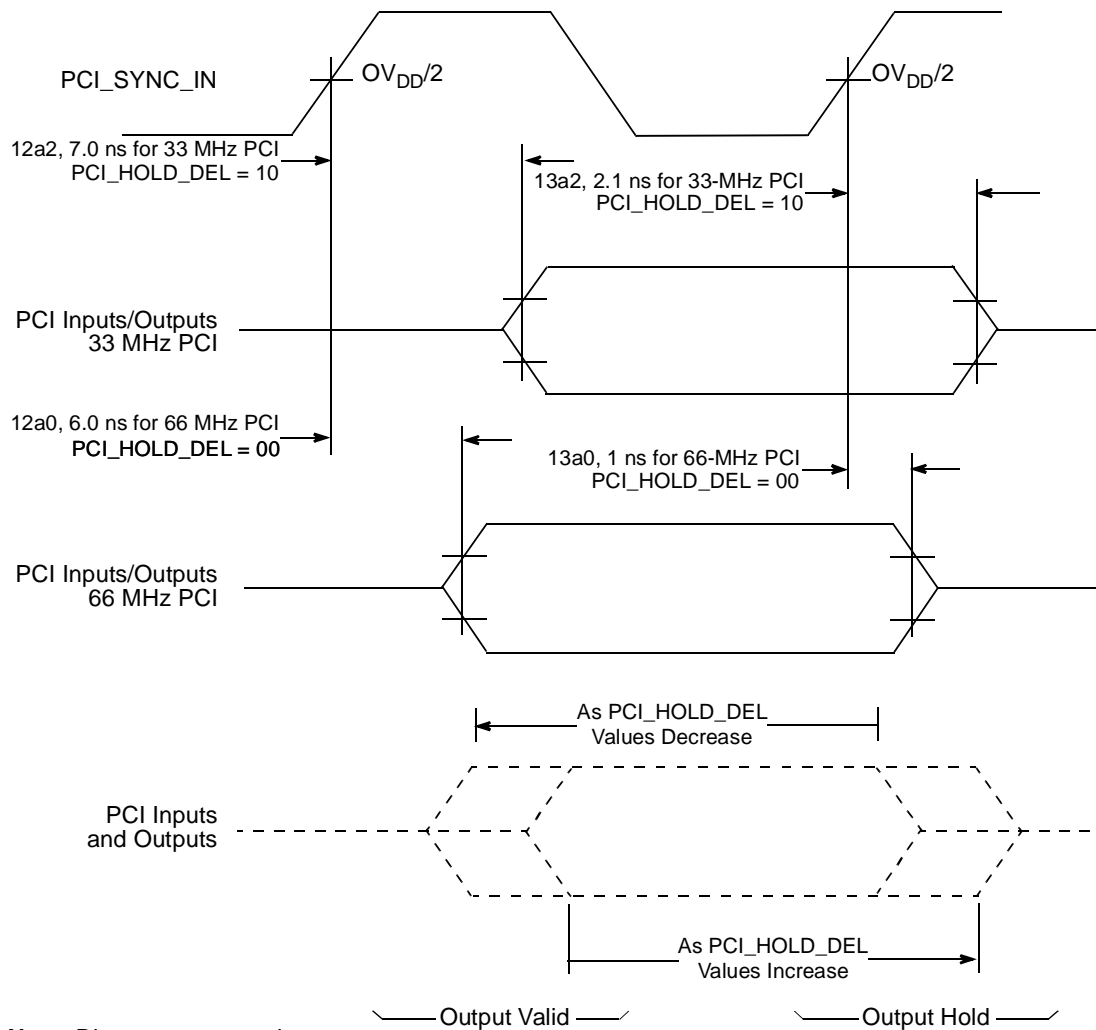 PCI_SYNC_IN
OV_DD/2
OV_DD/2
12a2, 7.0 ns for 33 MHz PCI
PCI_HOLD_DEL = 10
13a2, 2.1 ns for 33-MHz PCI
PCI_HOLD_DEL = 10
PCI Inputs/Outputs
33 MHz PCI
12a0, 6.0 ns for 66 MHz PCI
PCI_HOLD_DEL = 00
13a0, 1 ns for 66-MHz PCI
PCI_HOLD_DEL = 00
PCI Inputs/Outputs
66 MHz PCI
As PCI_HOLD_DEL
Values Decrease
PCI Inputs
and Outputs
As PCI_HOLD_DEL
Values Increase
Output Valid
Output Hold